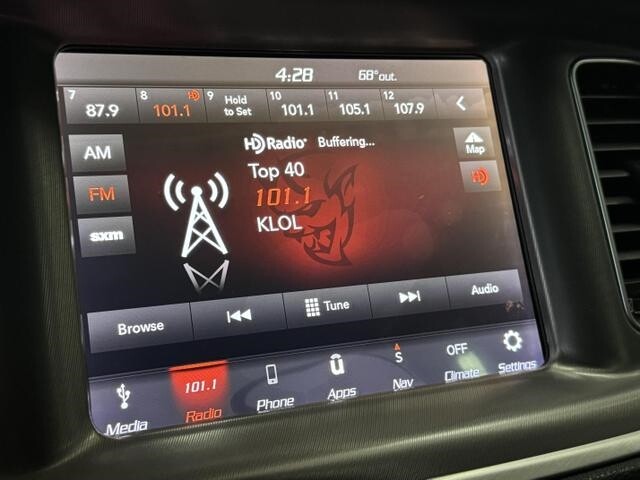 4:28 68°out.
7 87.9 8 101.1 HD 9 Hold to Set 10 101.1 11 105.1 12 107.9
AM
HD Radio Buffering...
Map
Top 40
FM
101.1
HD
KLOL
sxm
Browse Tune Audio
101.1 S OFF
Media Radio Phone Apps Nav Climate Settings